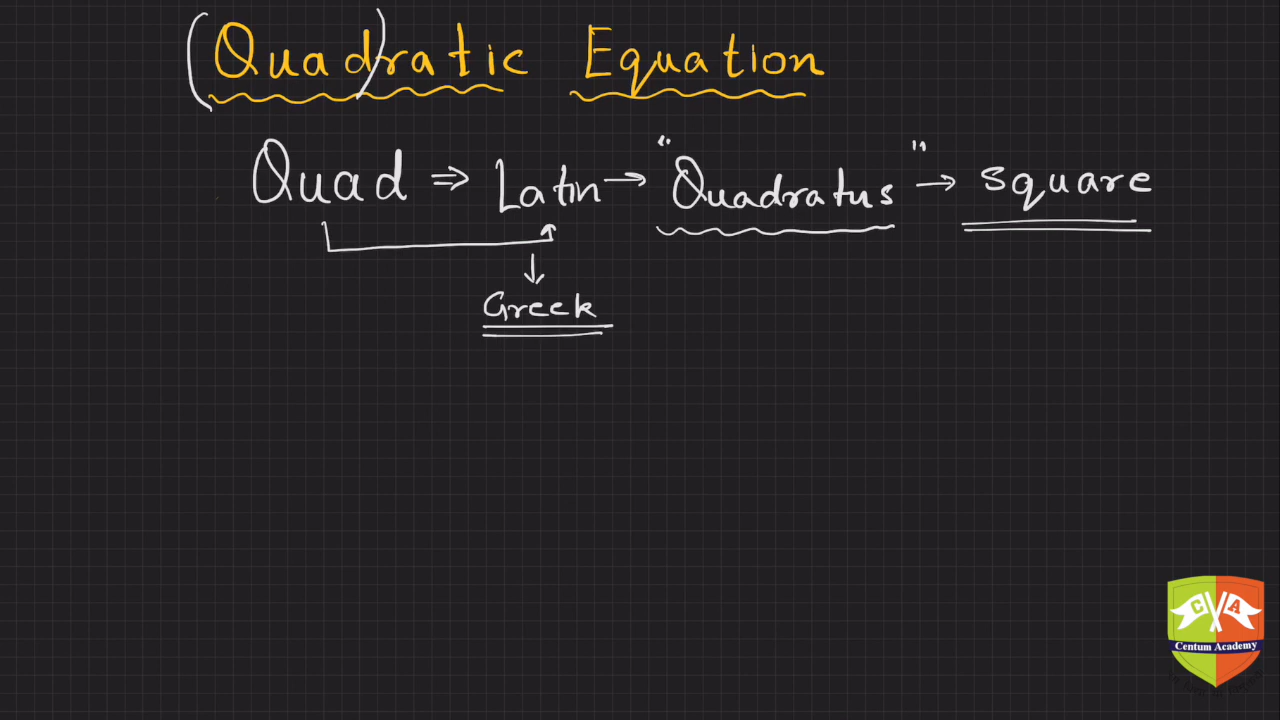 (Quad)ratic Equation
Quad ⇒ Latin → "Quadratus" → square
↓
Greek
C A
Centum Academy